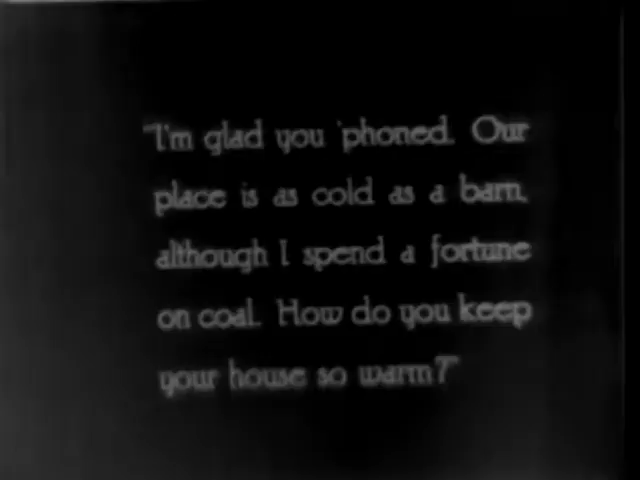 "I'm glad you 'phoned. Our
place is as cold as a barn,
although I spend a fortune
on coal. How do you keep
your house so warm?"